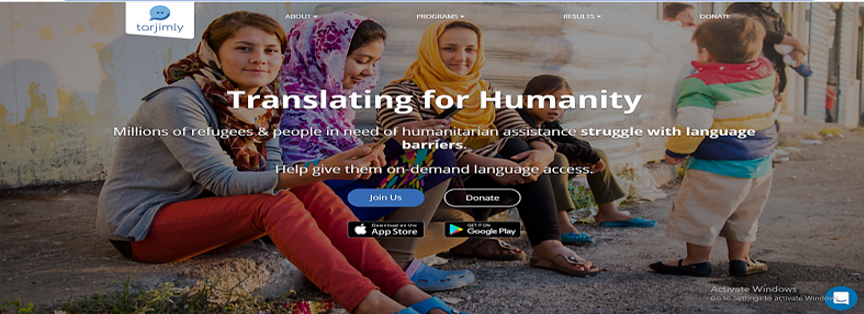 tarjimly
ABOUT
PROGRAMS
RESULTS
DONATE
Translating for Humanity
Millions of refugees & people in need of humanitarian assistance struggle with language
barriers.
Help give them on-demand language access.
Join Us
Donate
Download on the
App Store
GET IT ON
Google Play
Activate Windows
Go to Settings to activate Windows.